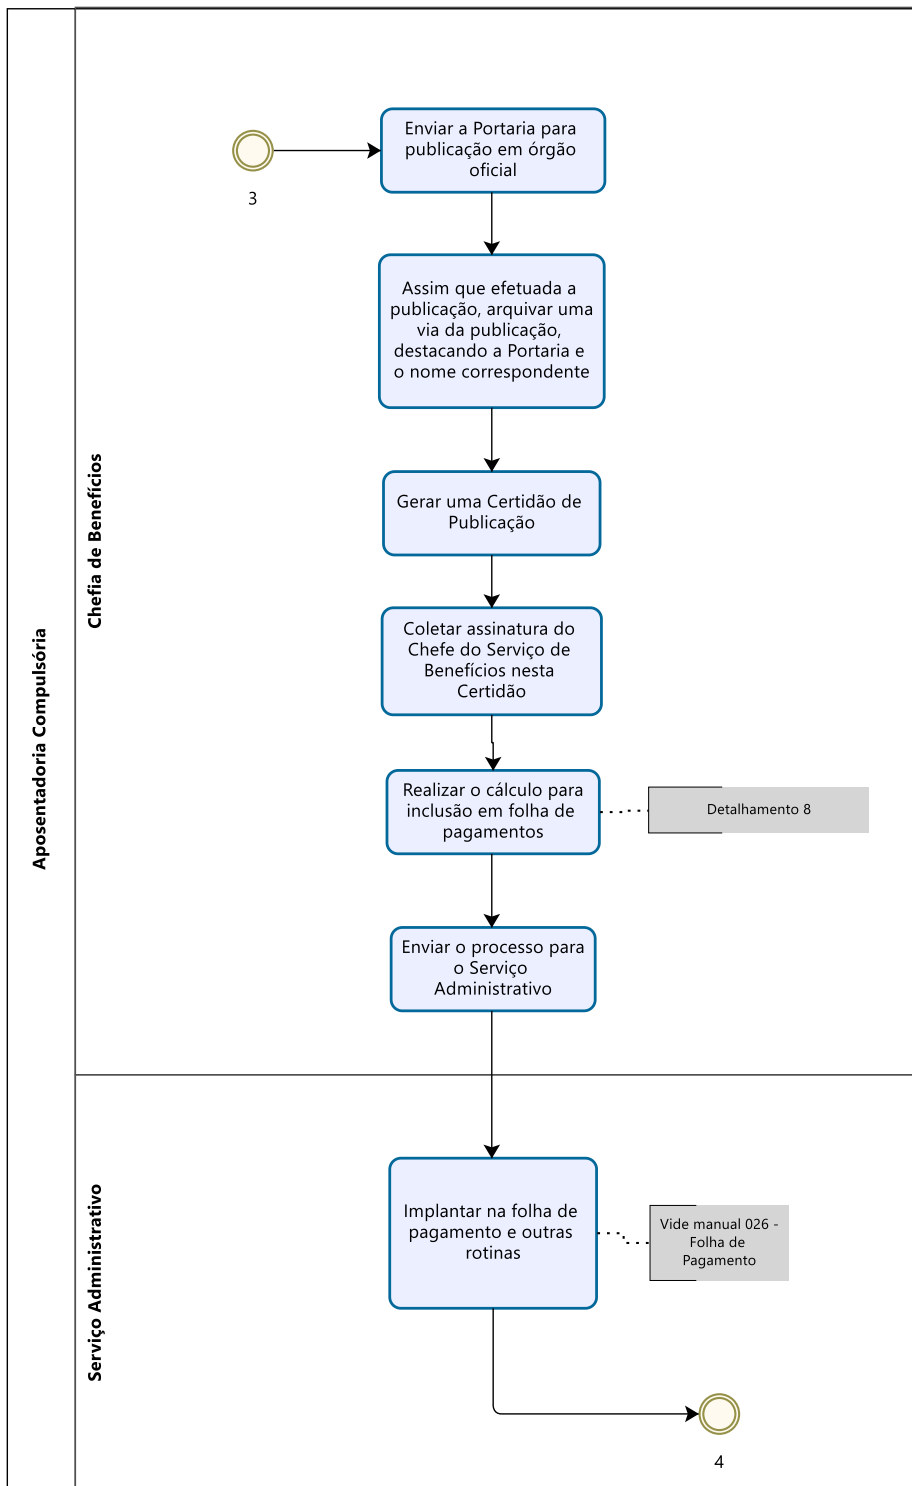 Aposentadoria Compulsória
Chefia de Benefícios
3
Enviar a Portaria para
publicação em órgão
oficial
Assim que efetuada a
publicação, arquivar uma
via da publicação,
destacando a Portaria e
o nome correspondente
Gerar uma Certidão de
Publicação
Coletar assinatura do
Chefe do Serviço de
Benefícios nesta
Certidão
Realizar o cálculo para
inclusão em folha de
pagamentos
Detalhamento 8
Enviar o processo para
o Serviço
Administrativo
Serviço Administrativo
Implantar na folha de
pagamento e outras
rotinas
Vide manual 026 -
Folha de
Pagamento
4